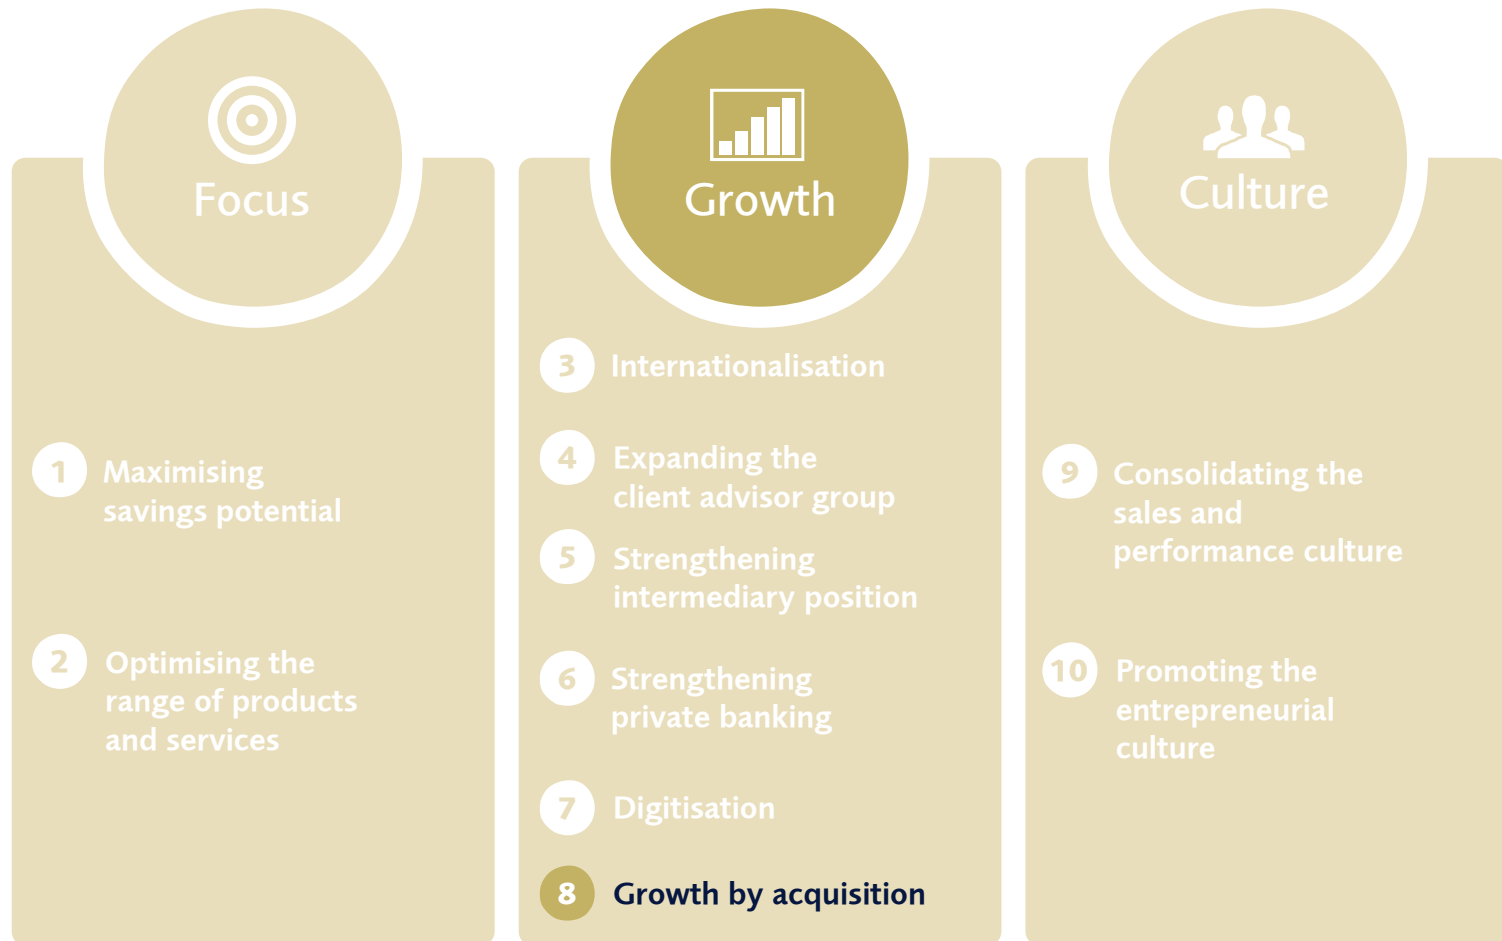 Focus
1 Maximising
savings potential
2 Optimising the
range of products
and services
Growth
3 Internationalisation
4 Expanding the
client advisor group
5 Strengthening
intermediary position
6 Strengthening
private banking
7 Digitisation
8 Growth by acquisition
Culture
9 Consolidating the
sales and
performance culture
10 Promoting the
entrepreneurial
culture